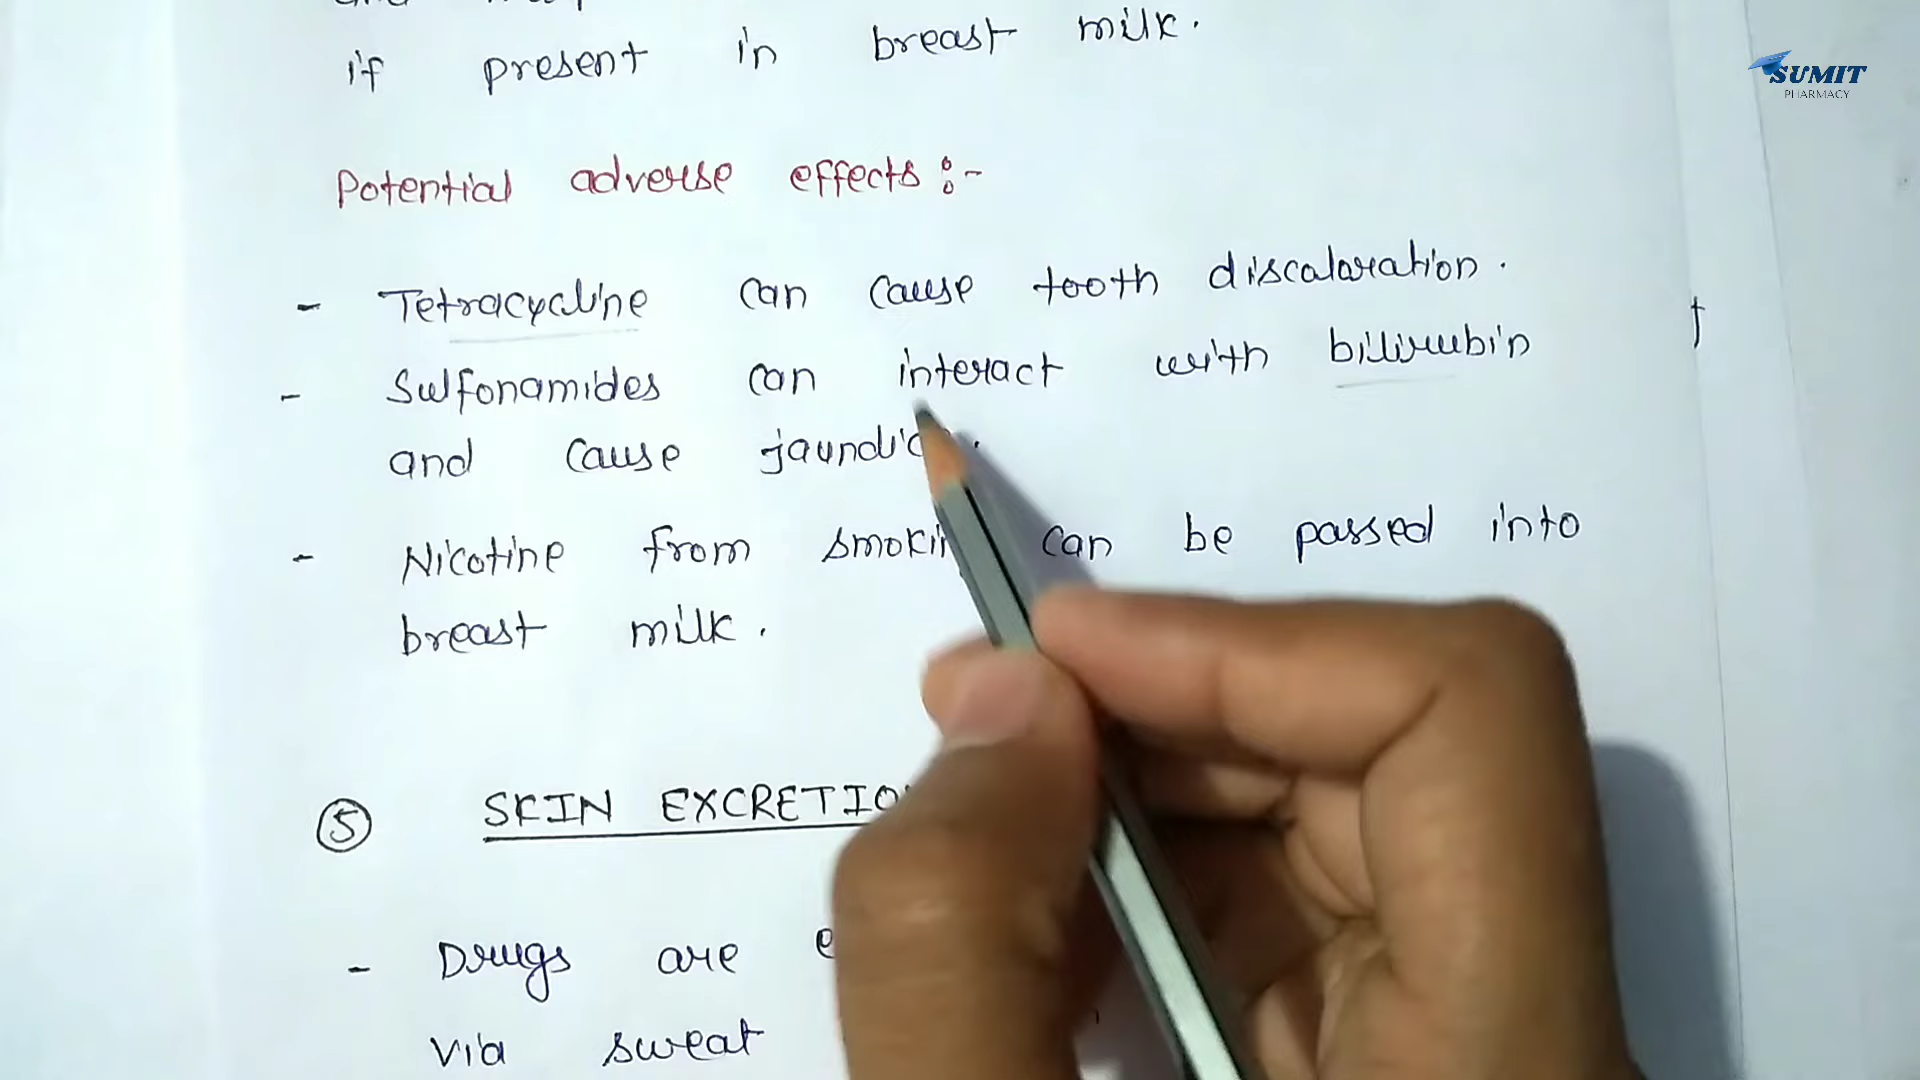 if present in breast milk.
SUMIT
PHARMACY
Potential adverse effects :-
- Tetracycline can cause tooth discaloration.
- Sulfonamides can interact with bilirubin
and cause
- Nicotine from can be passed into
breast milk.
⑤ SKIN
- Drugs are
via sweat